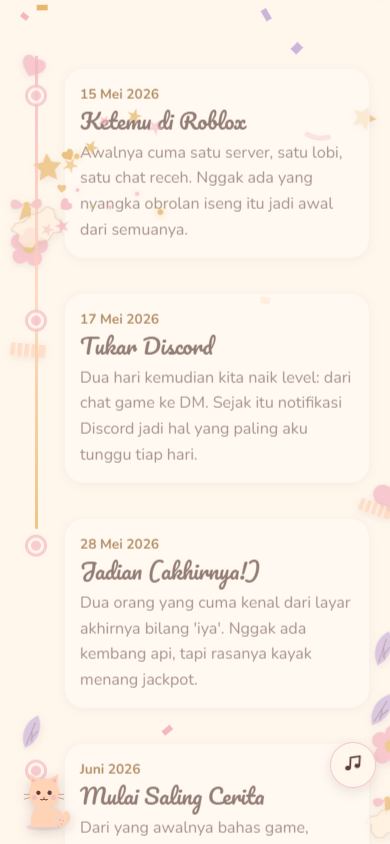 15 Mei 2026
Ketemu di Roblox
Awalnya cuma satu server, satu lobi,
satu chat receh. Nggak ada yang
nyangka obrolan iseng itu jadi awal
dari semuanya.
17 Mei 2026
Tukar Discord
Dua hari kemudian kita naik level: dari
chat game ke DM. Sejak itu notifikasi
Discord jadi hal yang paling aku
tunggu tiap hari.
28 Mei 2026
Jadian (akhirnya!)
Dua orang yang cuma kenal dari layar
akhirnya bilang 'iya'. Nggak ada
kembang api, tapi rasanya kayak
menang jackpot.
Juni 2026
Mulai Saling Cerita
Dari yang awalnya bahas game,